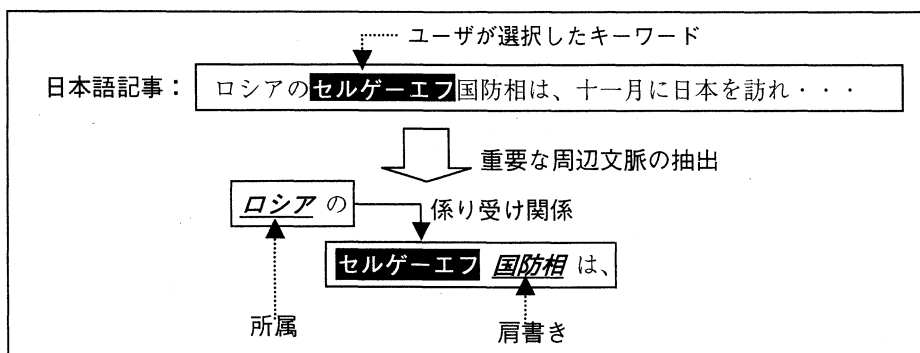 ユーザが選択したキーワード
日本語記事：
ロシアのセルゲーエフ国防相は、十一月に日本を訪れ・・・
重要な周辺文脈の抽出
ロシア の
係り受け関係
セルゲーエフ 国防相 は、
所属
肩書き